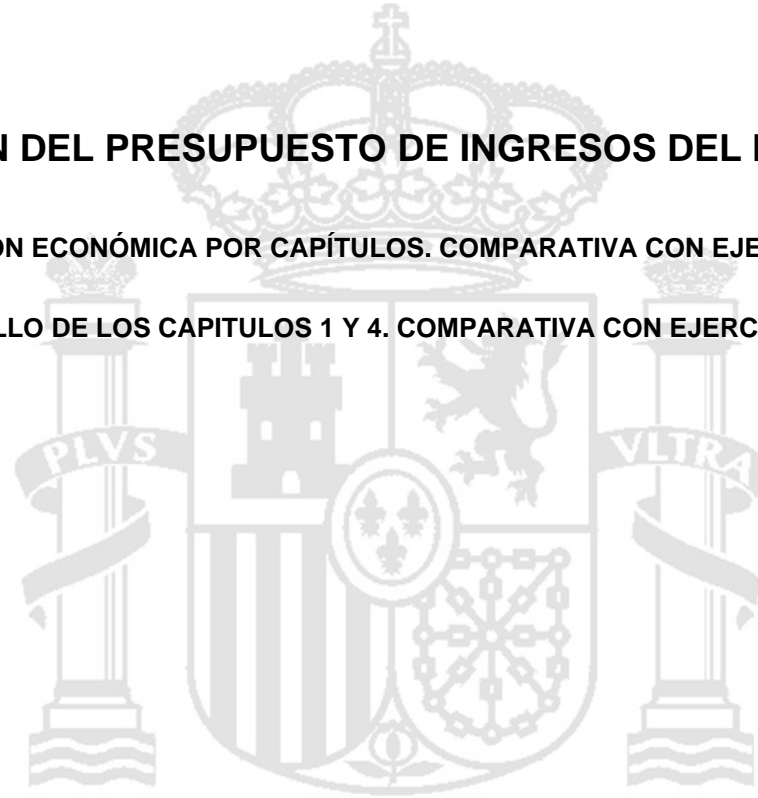 N DEL PRESUPUESTO DE INGRESOS DEL
ÓN ECONÓMICA POR CAPÍTULOS. COMPARATIVA CON EJE
LLO DE LOS CAPITULOS 1 Y 4. COMPARATIVA CON EJERC
PLVS
VLTRA